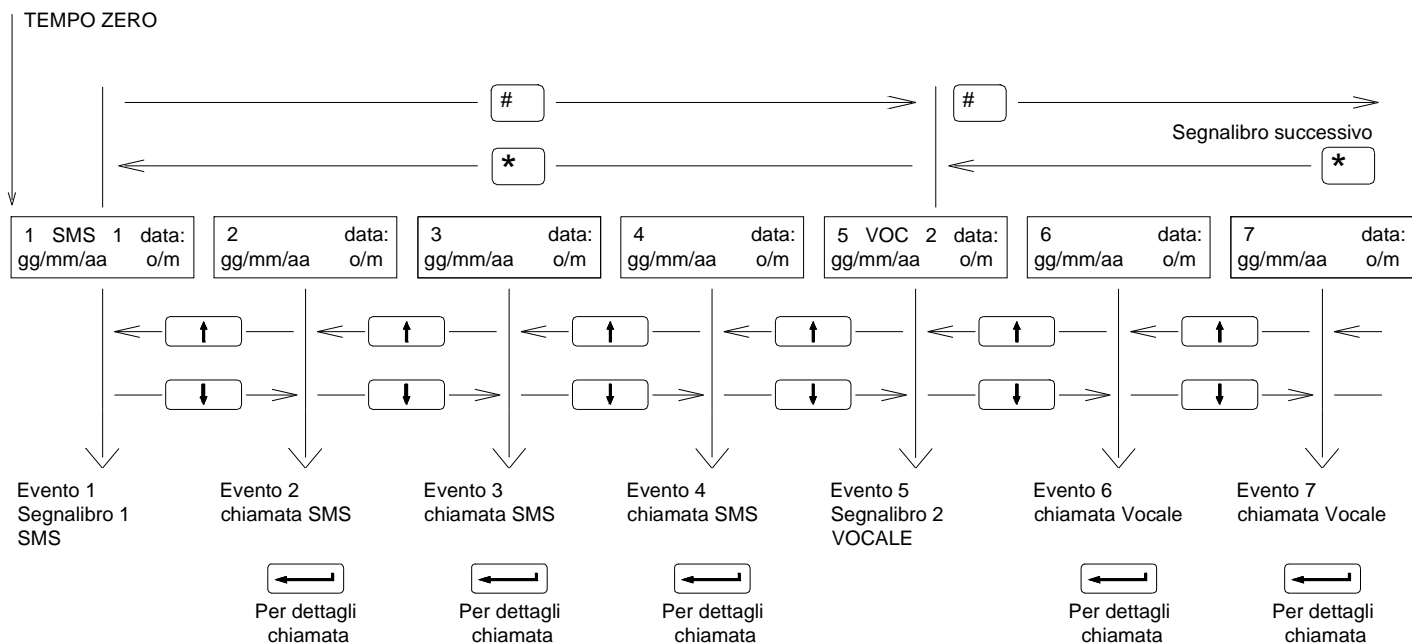 TEMPO ZERO
# #
Segnalibro successivo
* *
1 SMS 1 data:
gg/mm/aa o/m
2 data:
gg/mm/aa o/m
3 data:
gg/mm/aa o/m
4 data:
gg/mm/aa o/m
5 VOC 2 data:
gg/mm/aa o/m
6 data:
gg/mm/aa o/m
7 data:
gg/mm/aa o/m
Evento 1
Segnalibro 1
SMS
Evento 2
chiamata SMS
Evento 3
chiamata SMS
Evento 4
chiamata SMS
Evento 5
Segnalibro 2
VOCALE
Evento 6
chiamata Vocale
Evento 7
chiamata Vocale
Per dettagli
chiamata
Per dettagli
chiamata
Per dettagli
chiamata
Per dettagli
chiamata
Per dettagli
chiamata